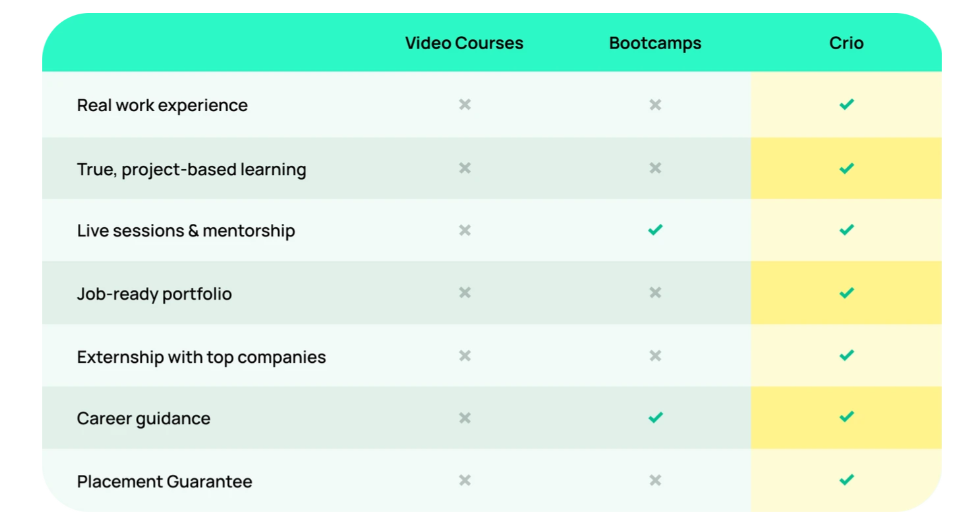 Video Courses Bootcamps Crio
Real work experience
True, project-based learning
Live sessions & mentorship
Job-ready portfolio
Externship with top companies
Career guidance
Placement Guarantee